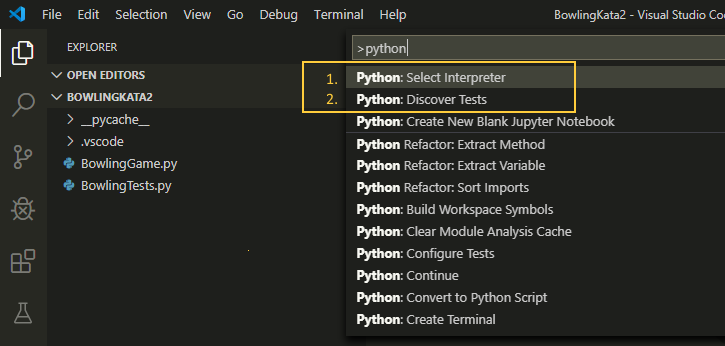 File Edit Selection View Go Debug Terminal Help BowlingKata2 - Visual Studio Cod
EXPLORER
>python
OPEN EDITORS
BOWLINGKATA2
__pycache__
.vscode
BowlingGame.py
BowlingTests.py
1. Python: Select Interpreter
2. Python: Discover Tests
Python: Create New Blank Jupyter Notebook
Python Refactor: Extract Method
Python Refactor: Extract Variable
Python Refactor: Sort Imports
Python: Build Workspace Symbols
Python: Clear Module Analysis Cache
Python: Configure Tests
Python: Continue
Python: Convert to Python Script
Python: Create Terminal